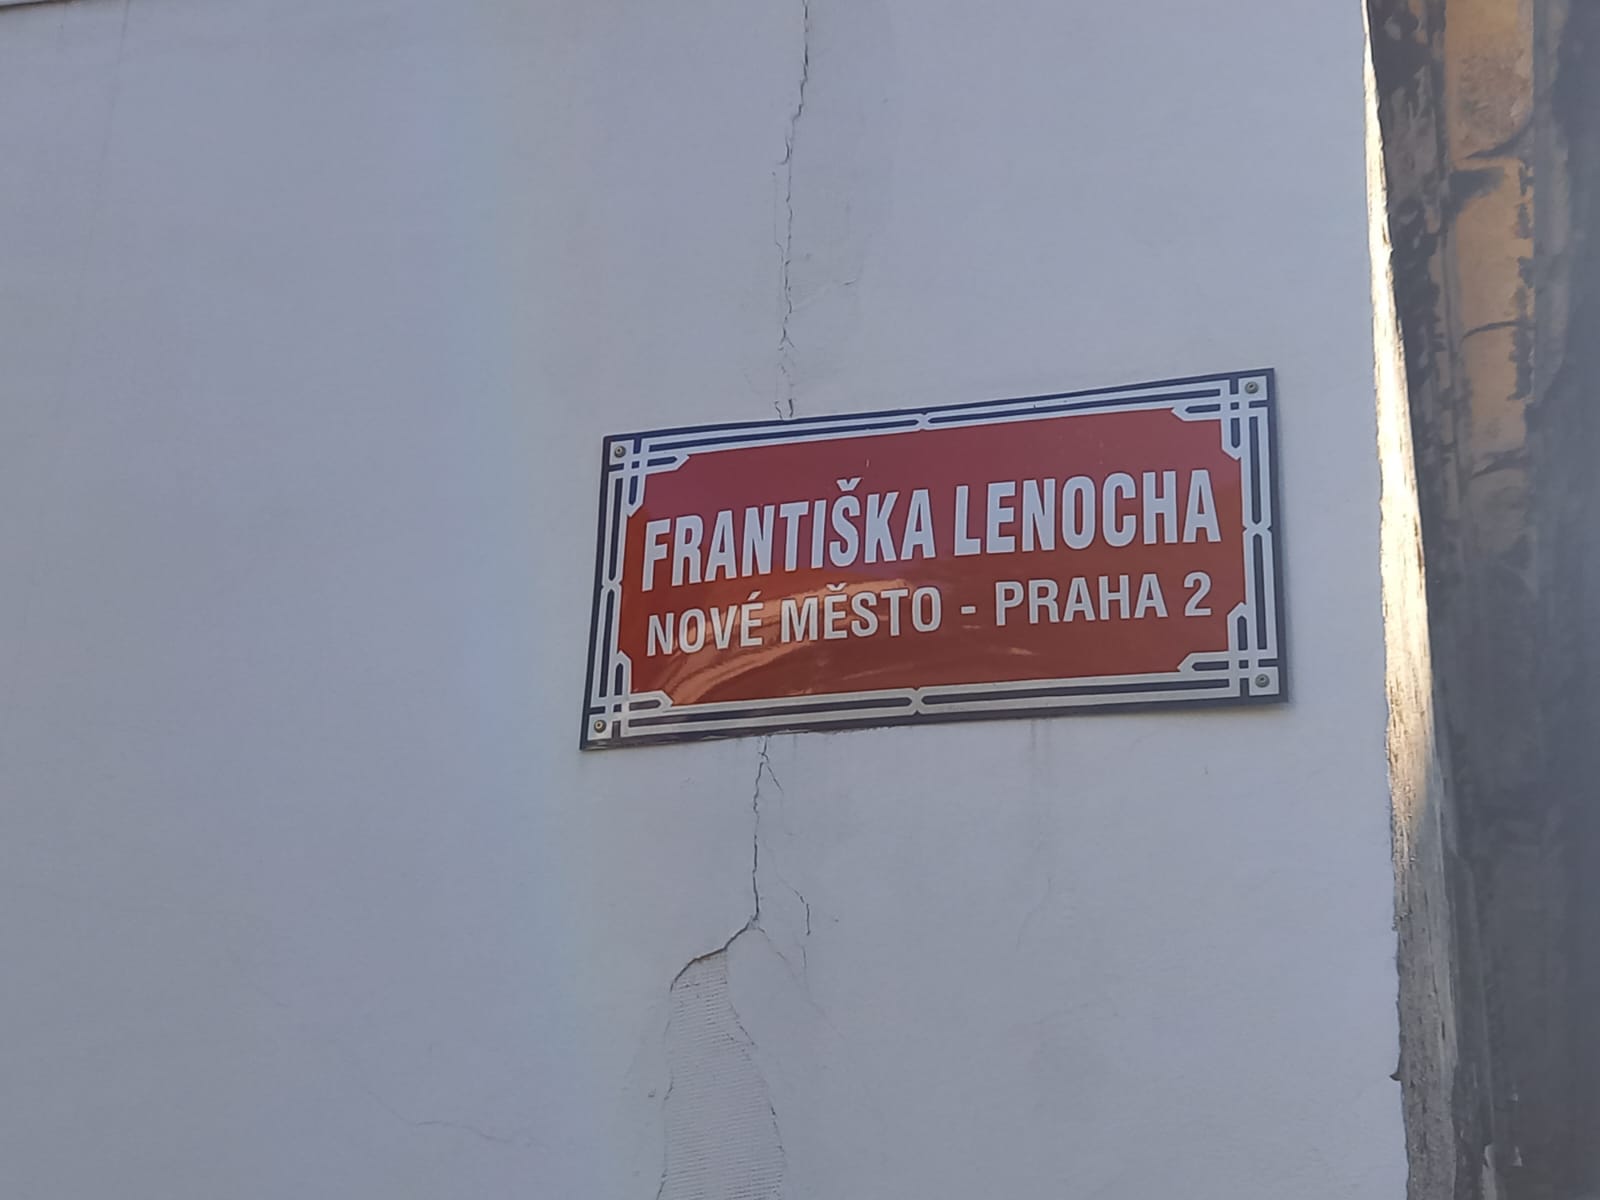 FRANTIŠKA LENOCHA
NOVÉ MĚSTO - PRAHA 2